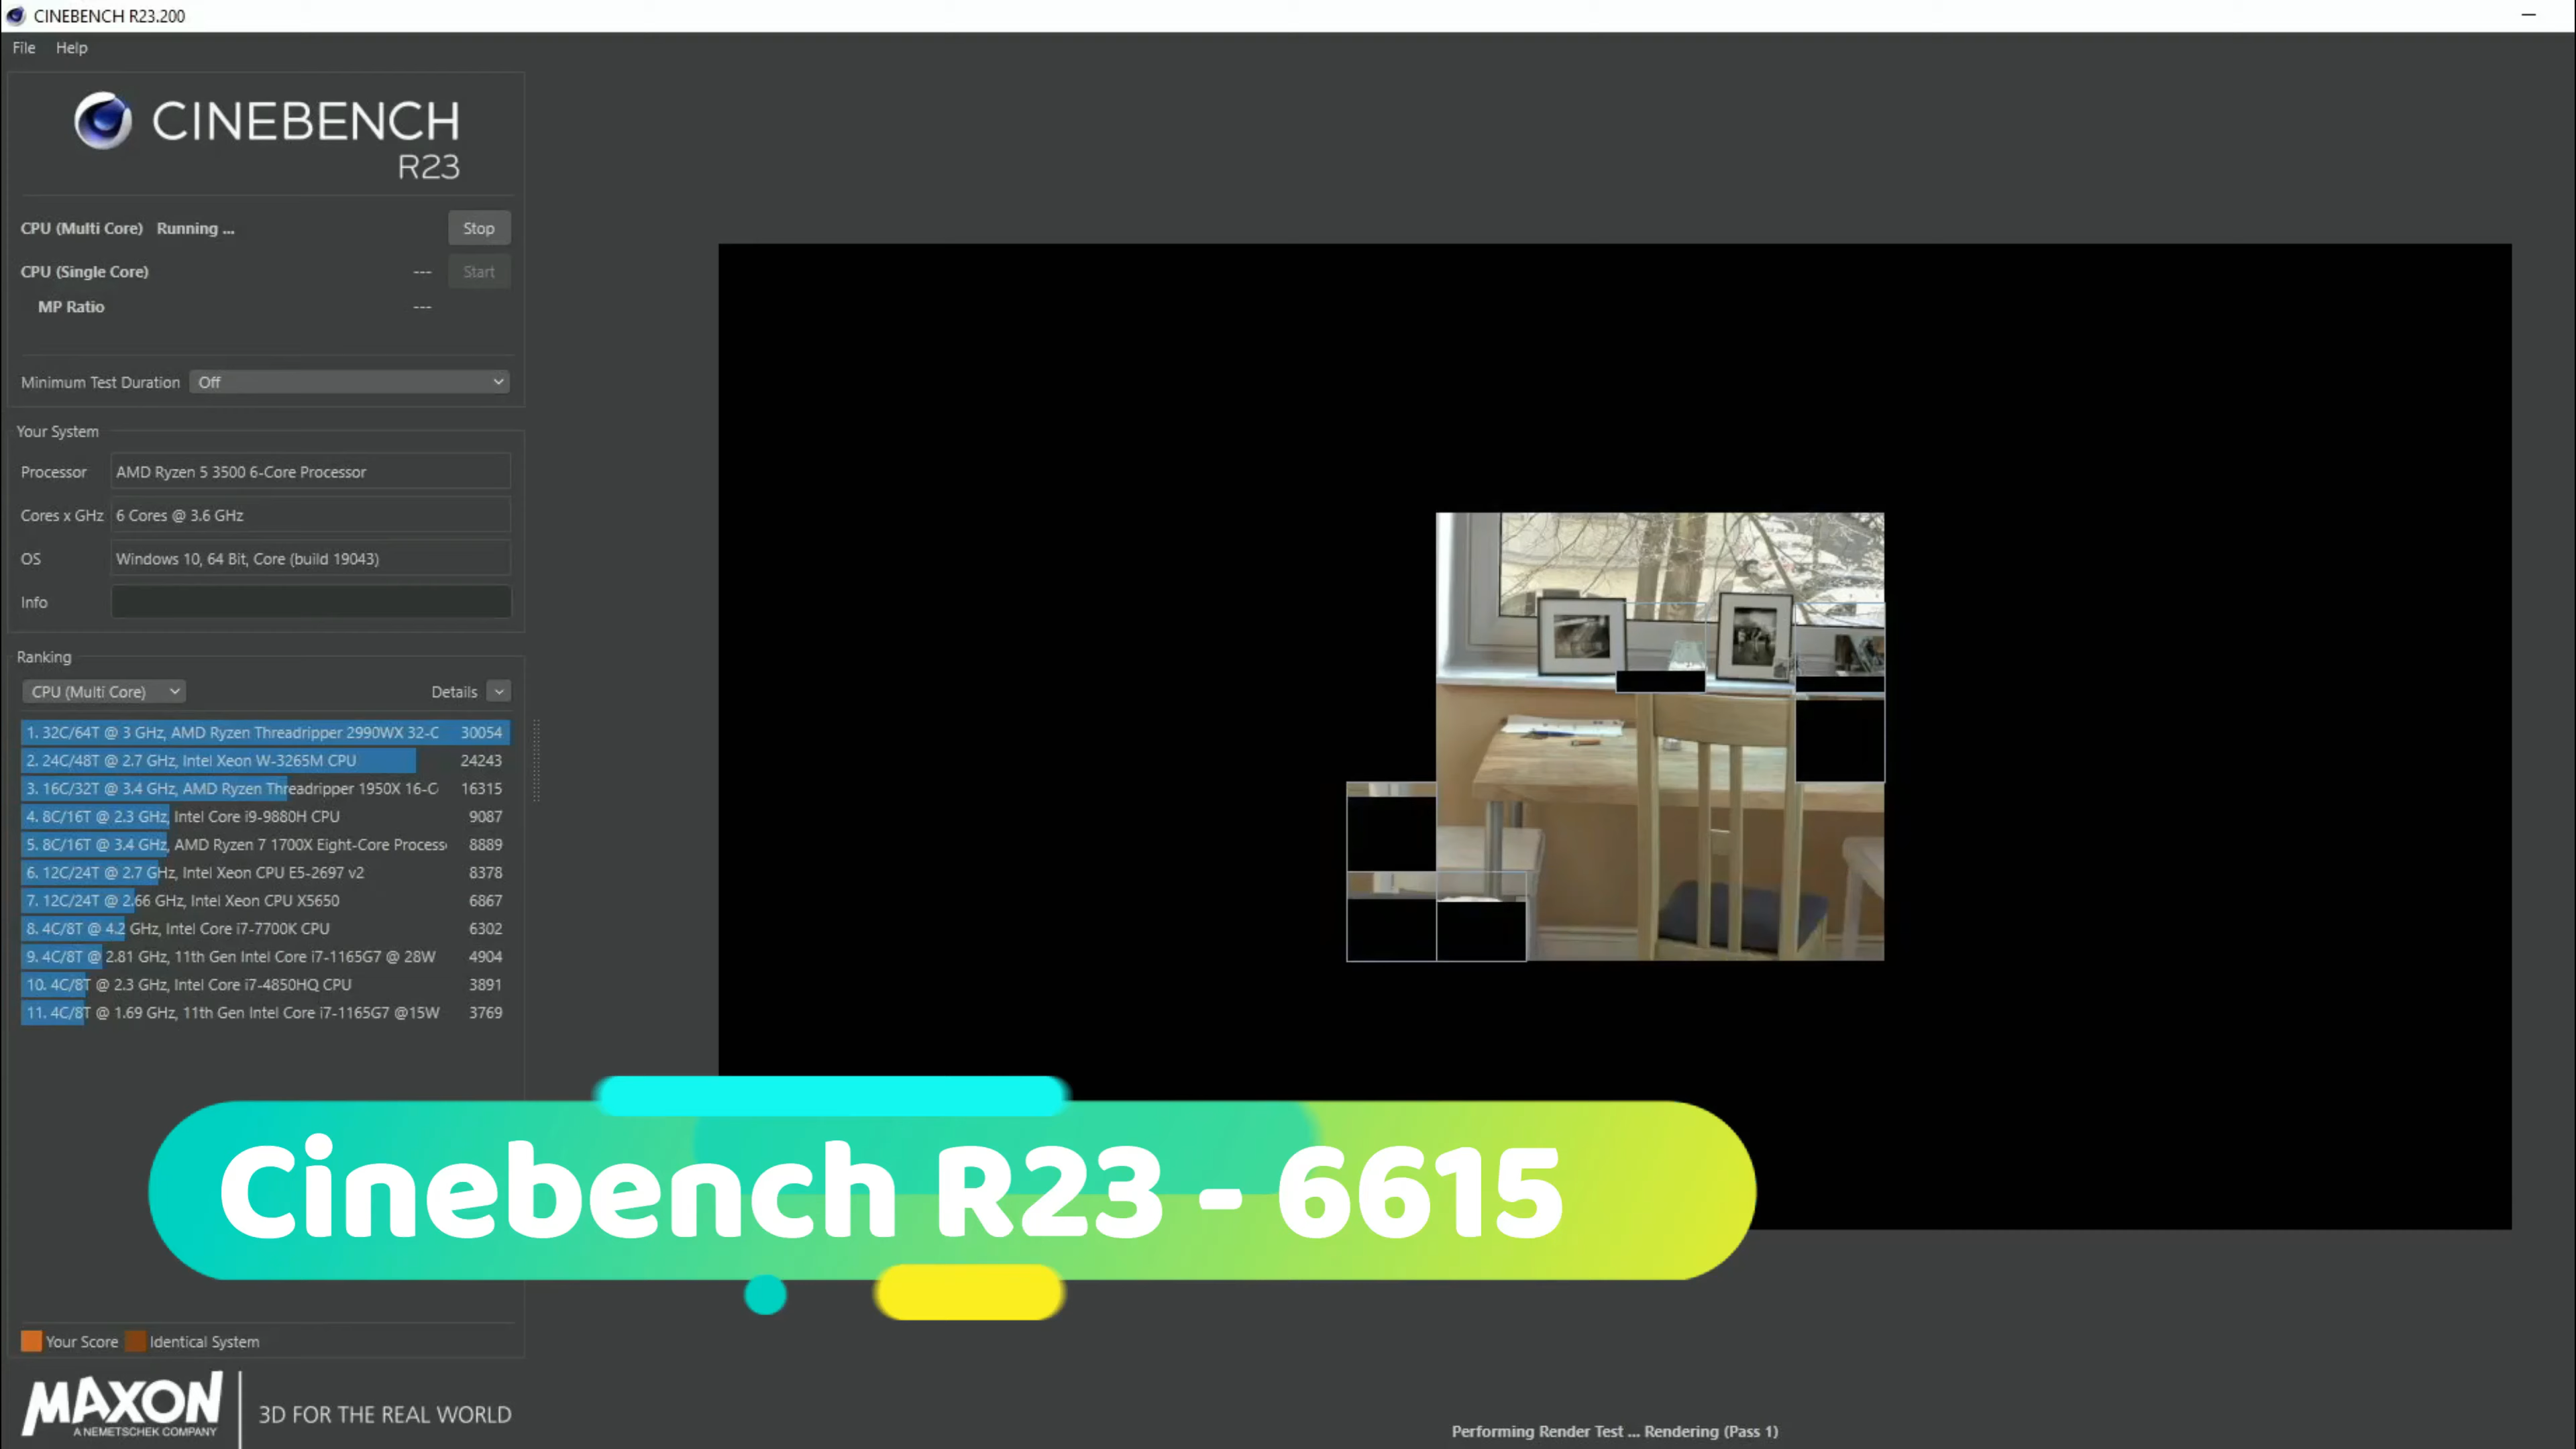 CINEBENCH R23.200
File Help
CINEBENCH
R23
CPU (Multi Core) Running ... Stop
CPU (Single Core) --- Start
MP Ratio ---
Minimum Test Duration Off
Your System
Processor AMD Ryzen 5 3500 6-Core Processor
Cores x GHz 6 Cores @ 3.6 GHz
OS Windows 10, 64 Bit, Core (build 19043)
Info
Ranking
CPU (Multi Core) Details
1. 32C/64T @ 3 GHz, AMD Ryzen Threadripper 2990WX 32-C 30054
2. 24C/48T @ 2.7 GHz, Intel Xeon W-3265M CPU 24243
3. 16C/32T @ 3.4 GHz, AMD Ryzen Threadripper 1950X 16-C 16315
4. 8C/16T @ 2.3 GHz, Intel Core i9-9880H CPU 9087
5. 8C/16T @ 3.4 GHz, AMD Ryzen 7 1700X Eight-Core Process 8889
6. 12C/24T @ 2.7 GHz, Intel Xeon CPU E5-2697 v2 8378
7. 12C/24T @ 2.66 GHz, Intel Xeon CPU X5650 6867
8. 4C/8T @ 4.2 GHz, Intel Core i7-7700K CPU 6302
9. 4C/8T @ 2.81 GHz, 11th Gen Intel Core i7-1165G7 @ 28W 4904
10. 4C/8T @ 2.3 GHz, Intel Core i7-4850HQ CPU 3891
11. 4C/8T @ 1.69 GHz, 11th Gen Intel Core i7-1165G7 @15W 3769
Cinebench R23 - 6615
Your Score Identical System
MAXON
A NEMETSCHEK COMPANY
3D FOR THE REAL WORLD
Performing Render Test ... Rendering (Pass 1)